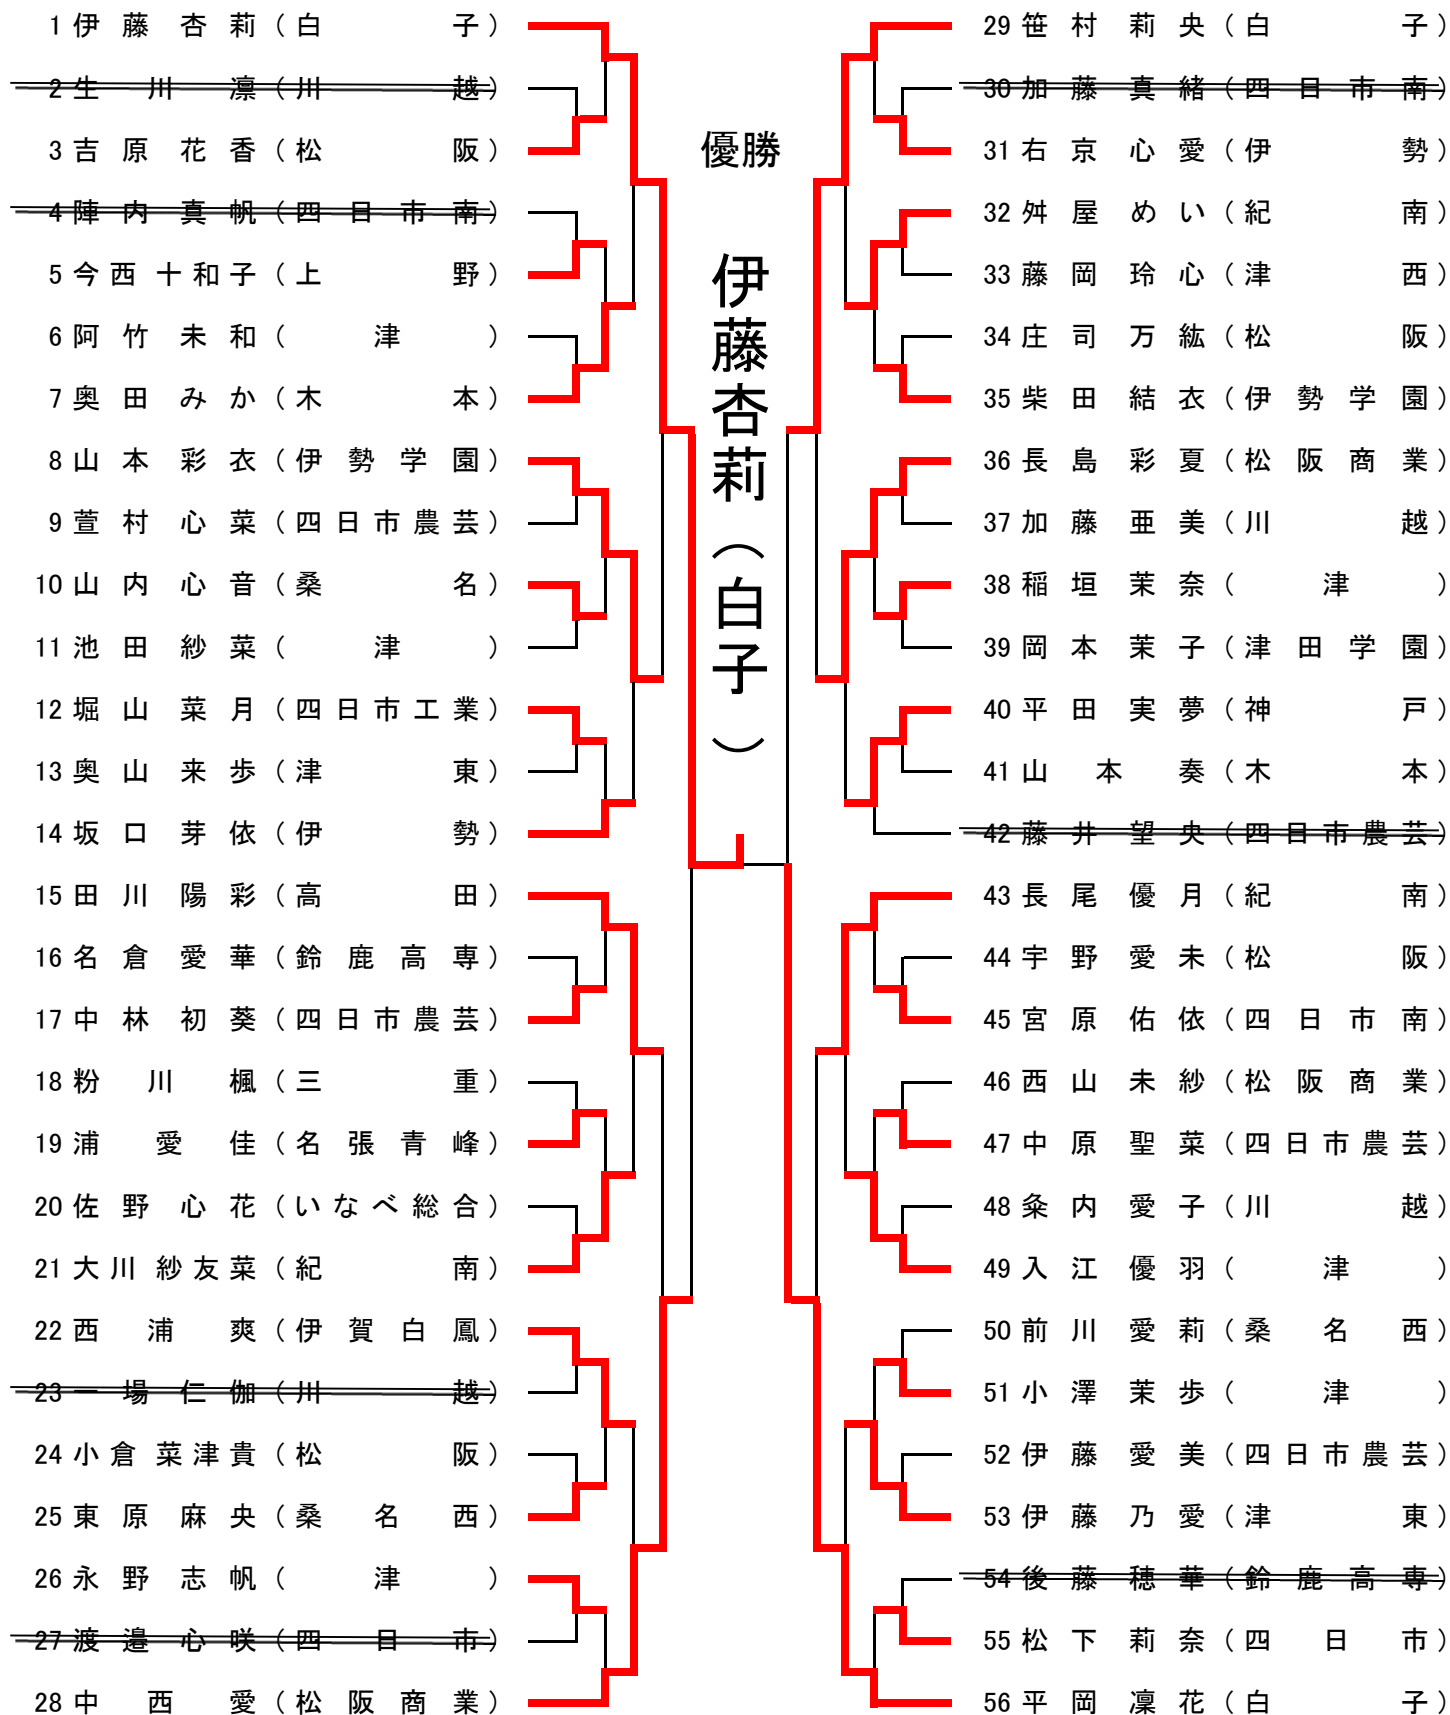 1 伊藤杏莉（白子）
2 生川凛（川越）
3 吉原花香（松阪）
4 陣内真帆（四日市南）
5 今西十和子（上野）
6 阿竹未和（津）
7 奥田みか（木本）
8 山本彩衣（伊勢学園）
9 萱村心菜（四日市農芸）
10 山内心音（桑名）
11 池田紗菜（津）
12 堀山菜月（四日市工業）
13 奥山来歩（津東）
14 坂口芽依（伊勢）
15 田川陽彩（高田）
16 名倉愛華（鈴鹿高専）
17 中林初葵（四日市農芸）
18 粉川楓（三重）
19 浦愛佳（名張青峰）
20 佐野心花（いなべ総合）
21 大川紗友菜（紀南）
22 西浦爽（伊賀白鳳）
23 一場仁伽（川越）
24 小倉菜津貴（松阪）
25 東原麻央（桑名西）
26 永野志帆（津）
27 渡邉心咲（四日市）
28 中西愛（松阪商業）
優勝
伊藤杏莉（白子）
29 笹村莉央（白子）
30 加藤真緒（四日市南）
31 右京心愛（伊勢）
32 舛屋めい（紀南）
33 藤岡玲心（津西）
34 庄司万紘（松阪）
35 柴田結衣（伊勢学園）
36 長島彩夏（松阪商業）
37 加藤亜美（川越）
38 稲垣茉奈（津）
39 岡本茉子（津田学園）
40 平田実夢（神戸）
41 山本奏（木本）
42 藤井望央（四日市農芸）
43 長尾優月（紀南）
44 宇野愛未（松阪）
45 宮原佑依（四日市南）
46 西山未紗（松阪商業）
47 中原聖菜（四日市農芸）
48 粂内愛子（川越）
49 入江優羽（津）
50 前川愛莉（桑名西）
51 小澤茉歩（津）
52 伊藤愛美（四日市農芸）
53 伊藤乃愛（津東）
54 後藤穂華（鈴鹿高専）
55 松下莉奈（四日市）
56 平岡凜花（白子）